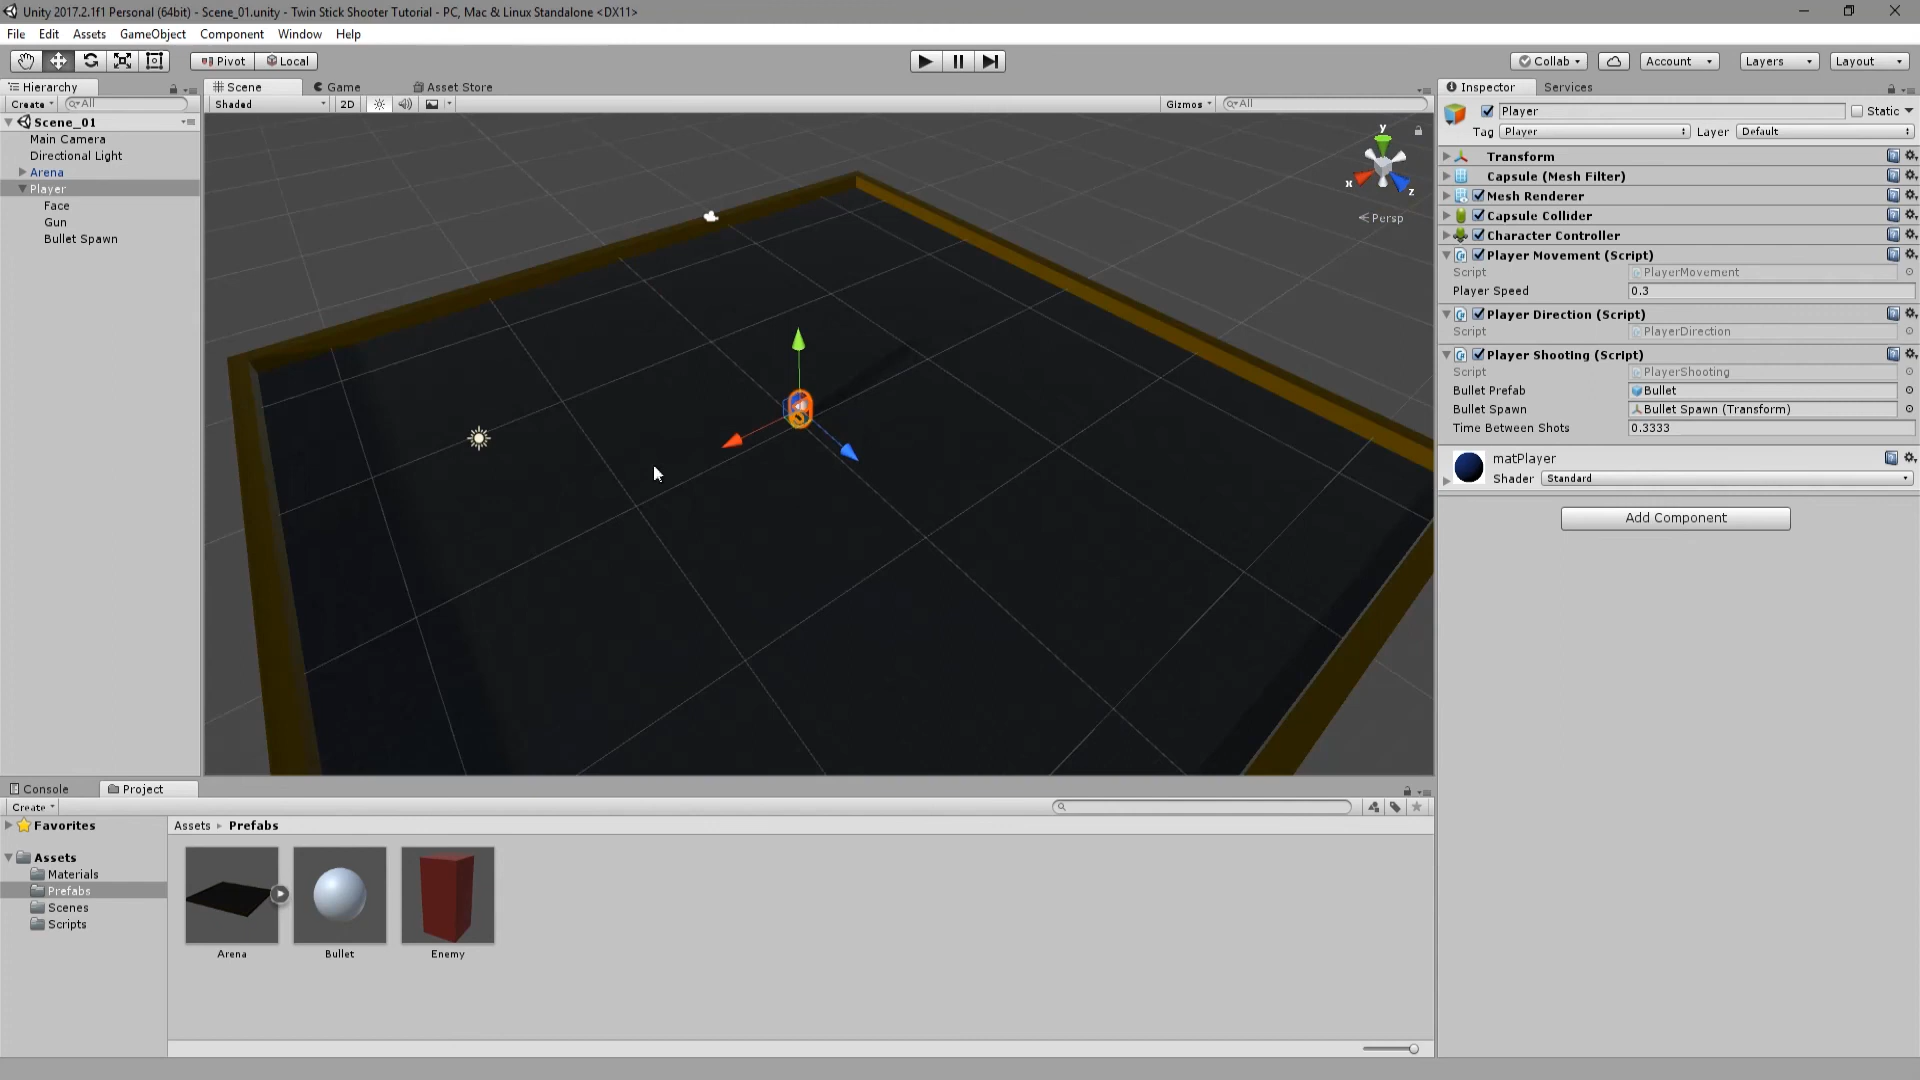 Unity 2017.2.1f1 Personal (64bit) - Scene_01.unity - Twin Stick Shooter Tutorial - PC, Mac & Linux Standalone <DX11>
File Edit Assets GameObject Component Window Help
Pivot Local Collab Account Layers Layout
Hierarchy
Create All
Scene_01
Main Camera
Directional Light
Arena
Player
Face
Gun
Bullet Spawn
Scene Game Asset Store
Shaded 2D Gizmos All
y
x
z
Persp
Inspector Services
Player Static
Tag Player Layer Default
Transform
Capsule (Mesh Filter)
Mesh Renderer
Capsule Collider
Character Controller
Player Movement (Script)
Script PlayerMovement
Player Speed 0.3
Player Direction (Script)
Script PlayerDirection
Player Shooting (Script)
Script PlayerShooting
Bullet Prefab Bullet
Bullet Spawn Bullet Spawn (Transform)
Time Between Shots 0.3333
matPlayer
Shader Standard
Add Component
Console Project
Create
Favorites
Assets
Materials
Prefabs
Scenes
Scripts
Assets Prefabs
Arena Bullet Enemy